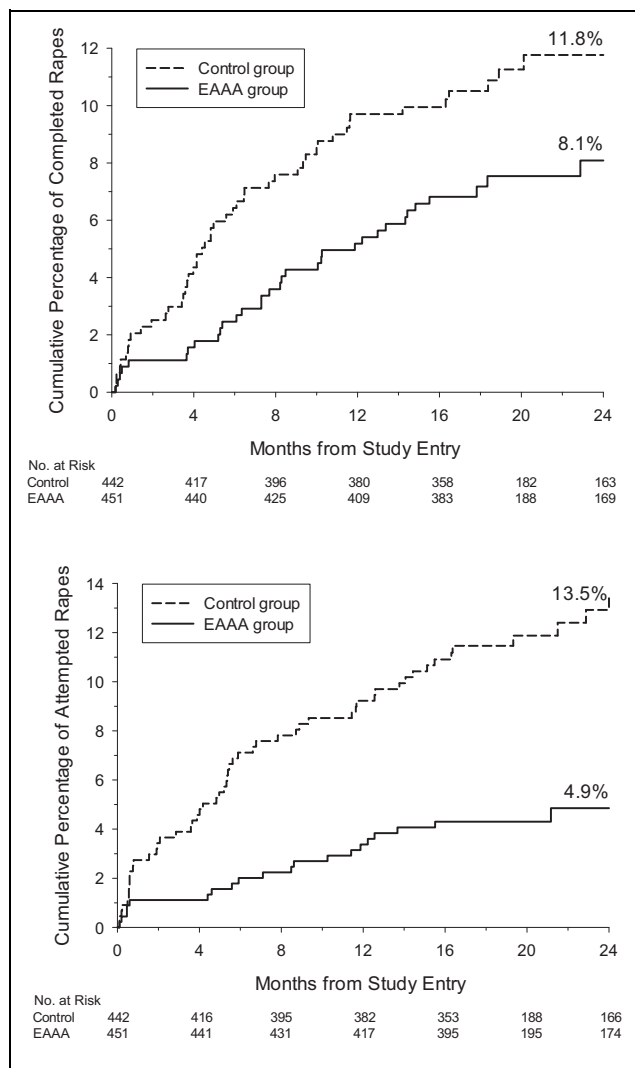 12
10
8
6
4
2
0
Cumulative Percentage of Completed Rapes
Control group
EAAA group
11.8%
8.1%
0 4 8 12 16 20 24
Months from Study Entry
No. at Risk
Control 442 417 396 380 358 182 163
EAAA 451 440 425 409 383 188 169
14
12
10
8
6
4
2
0
Cumulative Percentage of Attempted Rapes
Control group
EAAA group
13.5%
4.9%
0 4 8 12 16 20 24
Months from Study Entry
No. at Risk
Control 442 416 395 382 353 188 166
EAAA 451 441 431 417 395 195 174